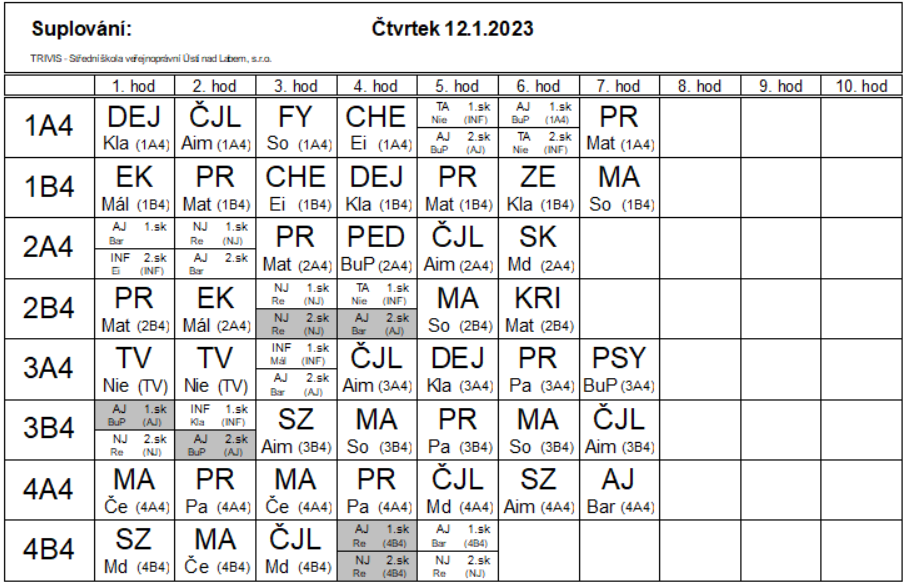 Suplování: Čtvrtek 12.1.2023
TRIVIS - Střední škola veřejnoprávní Ústí nad Labem, s.r.o.
1. hod 2. hod 3. hod 4. hod 5. hod 6. hod 7. hod 8. hod 9. hod 10. hod
1A4 DEJ ČJL FY CHE TA 1.sk AJ 1.sk PR
Nie (INF) BuP (1A4)
Kla (1A4) Aim (1A4) So (1A4) Ei (1A4) AJ 2.sk TA 2.sk Mat (1A4)
BuP (AJ) Nie (INF)
1B4 EK PR CHE DEJ PR ZE MA
Mál (1B4) Mat (1B4) Ei (1B4) Kla (1B4) Mat (1B4) Kla (1B4) So (1B4)
2A4 AJ 1.sk NJ 1.sk PR PED ČJL SK
Bar Re (NJ)
INF 2.sk AJ 2.sk Mat (2A4) BuP (2A4) Aim (2A4) Md (2A4)
Ei (INF) Bar
2B4 PR EK NJ 1.sk TA 1.sk MA KRI
Re (NJ) Nie (INF)
Mat (2B4) Mál (2A4) NJ 2.sk AJ 2.sk So (2B4) Mat (2B4)
Re (NJ) Bar (AJ)
3A4 TV TV INF 1.sk ČJL DEJ PR PSY
Mál (INF)
Nie (TV) Nie (TV) AJ 2.sk Aim (3A4) Kla (3A4) Pa (3A4) BuP (3A4)
Bar (AJ)
3B4 AJ 1.sk INF 1.sk SZ MA PR MA ČJL
BuP (AJ) Kla (INF)
NJ 2.sk AJ 2.sk Aim (3B4) So (3B4) Pa (3B4) So (3B4) Aim (3B4)
Re (NJ) BuP (AJ)
4A4 MA PR MA PR ČJL SZ AJ
Če (4A4) Pa (4A4) Če (4A4) Pa (4A4) Md (4A4) Aim (4A4) Bar (4A4)
4B4 SZ MA ČJL AJ 1.sk AJ 1.sk
Re (4B4) Bar (4B4)
Md (4B4) Če (4B4) Md (4B4) NJ 2.sk NJ 2.sk
Re (4B4) Re (NJ)